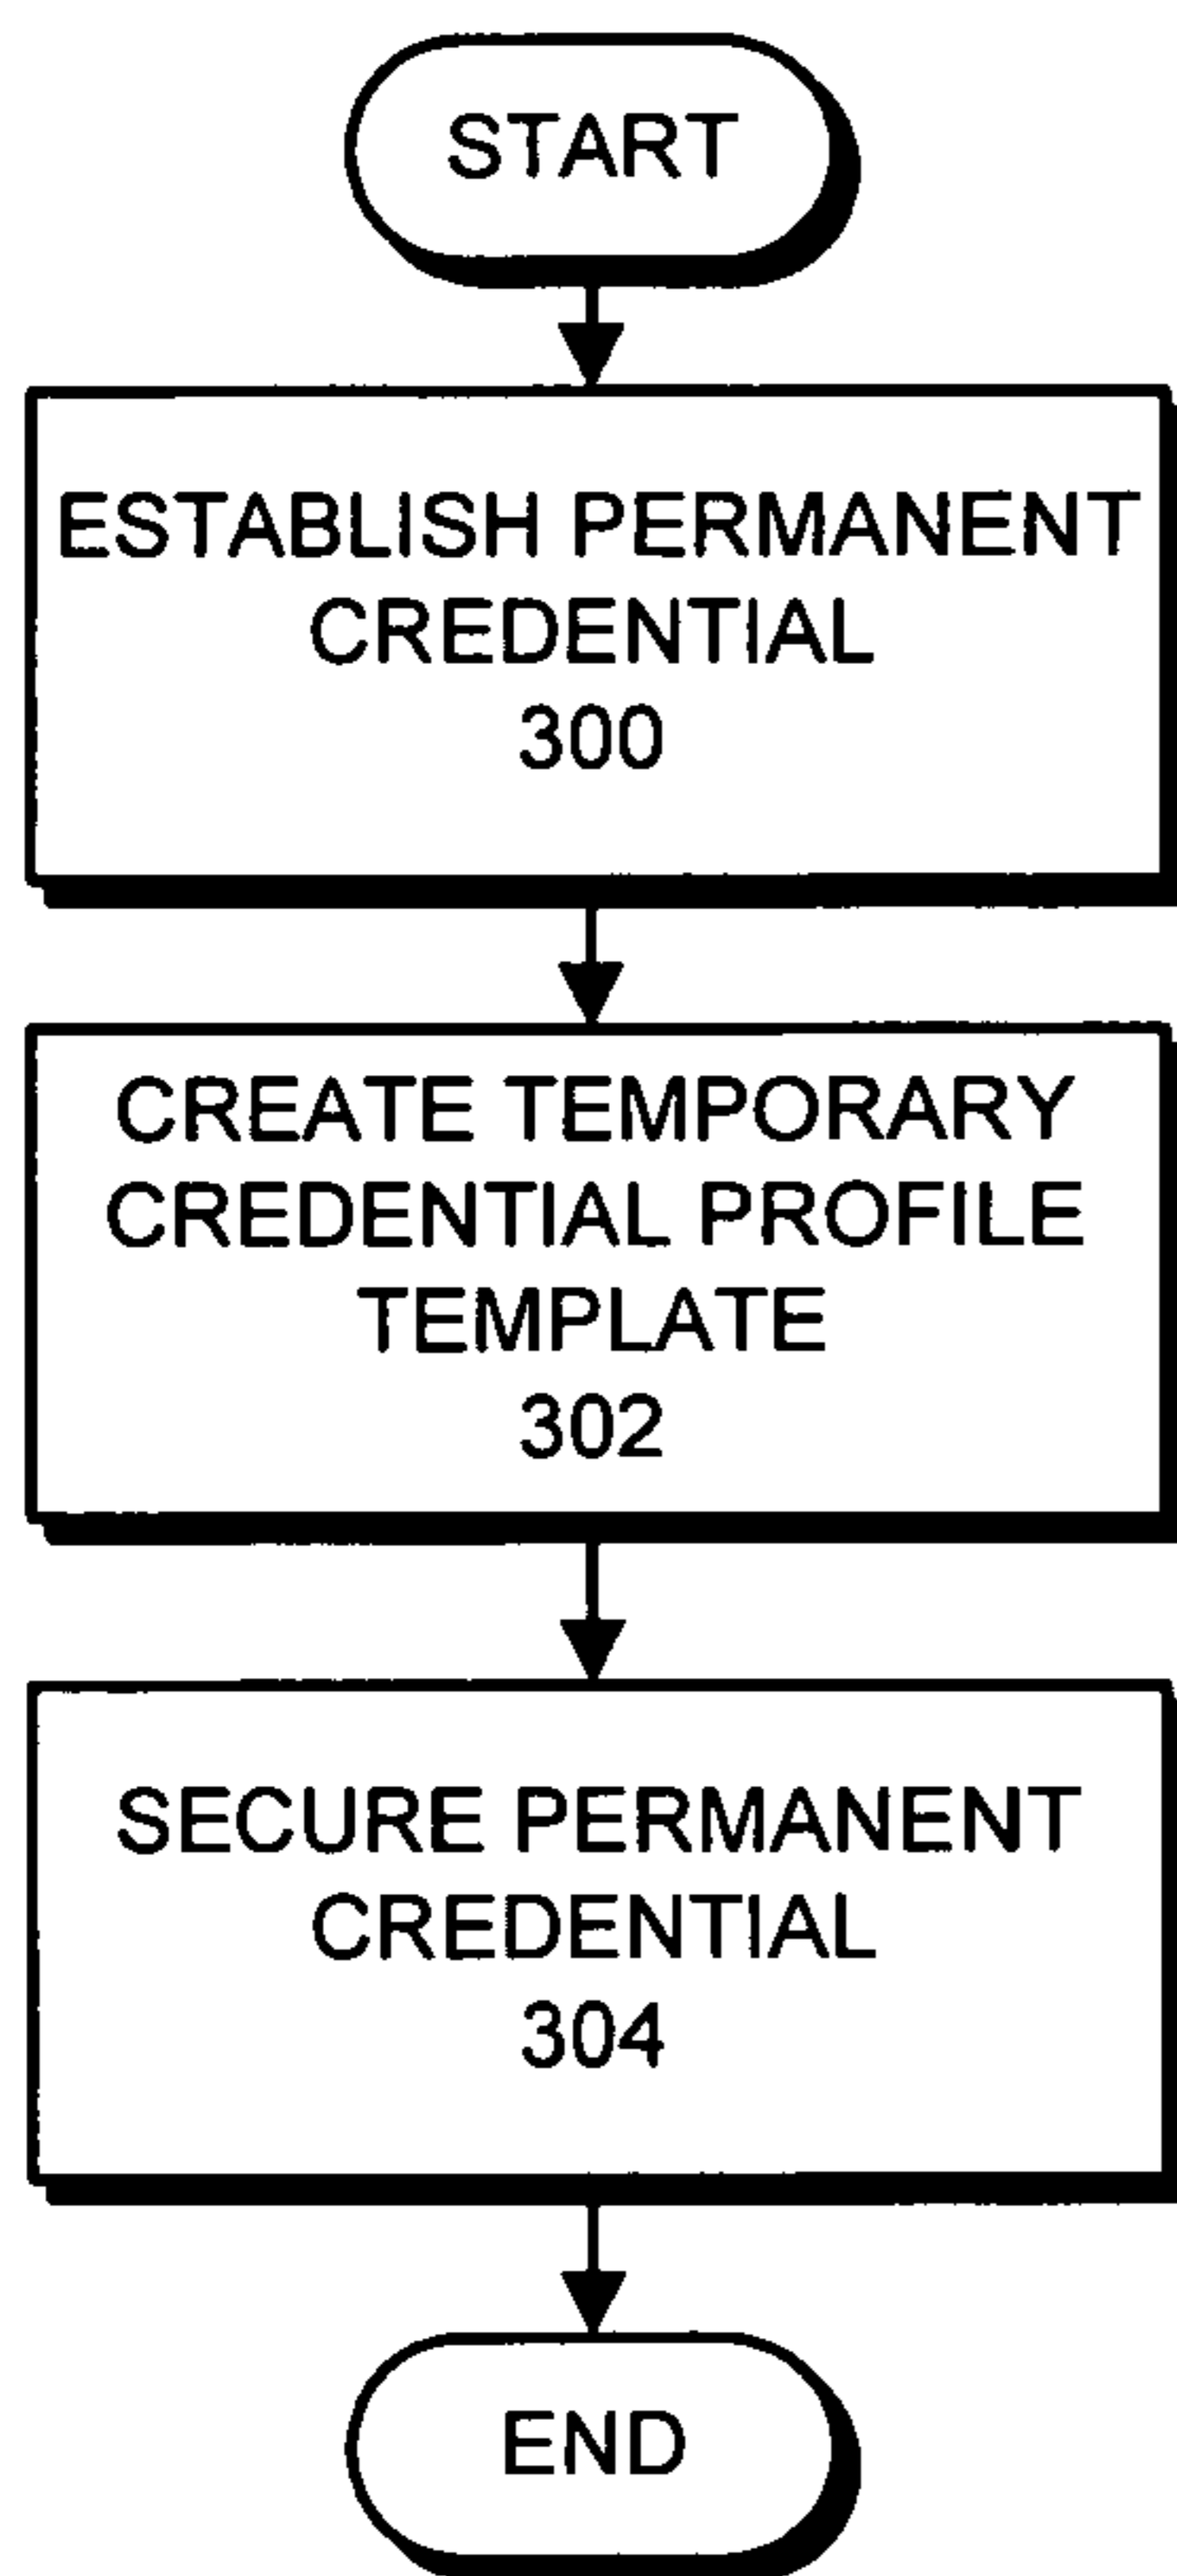 START
ESTABLISH PERMANENT
CREDENTIAL
300
CREATE TEMPORARY
CREDENTIAL PROFILE
TEMPLATE
302
SECURE PERMANENT
CREDENTIAL
304
END